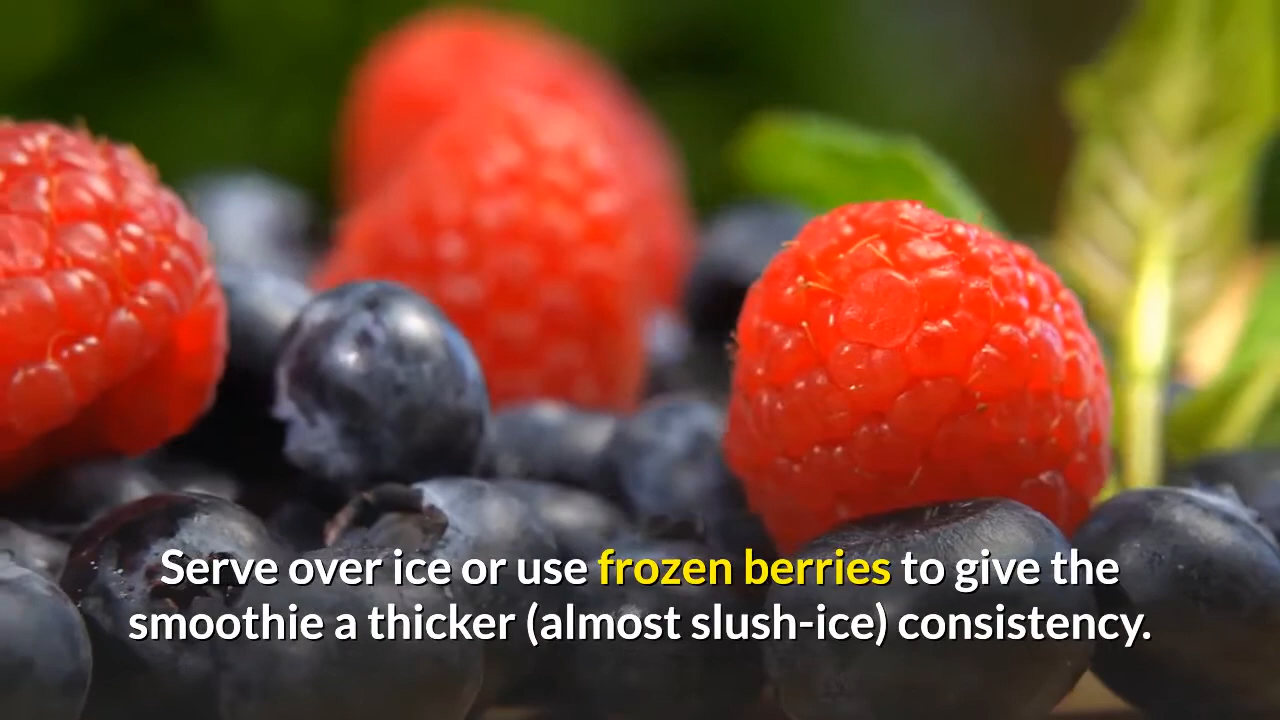 Serve over ice or use frozen berries to give the
smoothie a thicker (almost slush-ice) consistency.